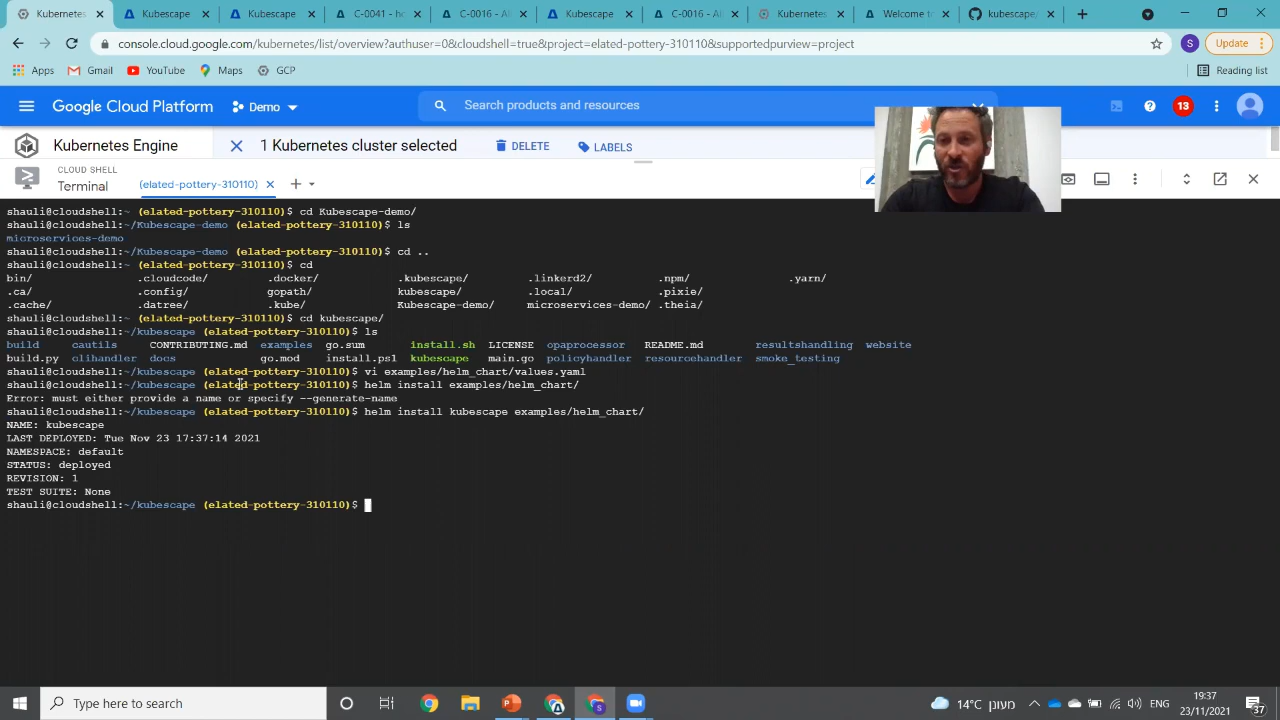 Kubernetes
Kubescape
Kubescape
C-0041 - ho
C-0016 - Al
Kubescape
C-0016 - Al
Kubernetes
Welcome to
kubescape/
console.cloud.google.com/kubernetes/list/overview?authuser=0&cloudshell=true&project=elated-pottery-310110&supportedpurview=project
S
Update
Apps
Gmail
YouTube
Maps
GCP
Reading list
Google Cloud Platform
Demo
Search products and resources
13
Kubernetes Engine
1 Kubernetes cluster selected
DELETE
LABELS
CLOUD SHELL
Terminal
(elated-pottery-310110)
shauli@cloudshell:~ (elated-pottery-310110)$ cd Kubescape-demo/
shauli@cloudshell:~/Kubescape-demo (elated-pottery-310110)$ ls
microservices-demo
shauli@cloudshell:~/Kubescape-demo (elated-pottery-310110)$ cd ..
shauli@cloudshell:~ (elated-pottery-310110)$ cd
bin/ .cloudcode/ .docker/ .kubescape/ .linkerd2/ .npm/ .yarn/
.ca/ .config/ gopath/ kubescape/ .local/ .pixie/
.cache/ .datree/ .kube/ Kubescape-demo/ microservices-demo/ .theia/
shauli@cloudshell:~ (elated-pottery-310110)$ cd kubescape/
shauli@cloudshell:~/kubescape (elated-pottery-310110)$ ls
build cautils CONTRIBUTING.md examples go.sum install.sh LICENSE opaprocessor README.md resultshandling website
build.py clihandler docs go.mod install.ps1 kubescape main.go policyhandler resourcehandler smoke_testing
shauli@cloudshell:~/kubescape (elated-pottery-310110)$ vi examples/helm_chart/values.yaml
shauli@cloudshell:~/kubescape (elated-pottery-310110)$ helm install examples/helm_chart/
Error: must either provide a name or specify --generate-name
shauli@cloudshell:~/kubescape (elated-pottery-310110)$ helm install kubescape examples/helm_chart/
NAME: kubescape
LAST DEPLOYED: Tue Nov 23 17:37:14 2021
NAMESPACE: default
STATUS: deployed
REVISION: 1
TEST SUITE: None
shauli@cloudshell:~/kubescape (elated-pottery-310110)$
Type here to search
14°C מעונן
ENG
19:37
23/11/2021
37